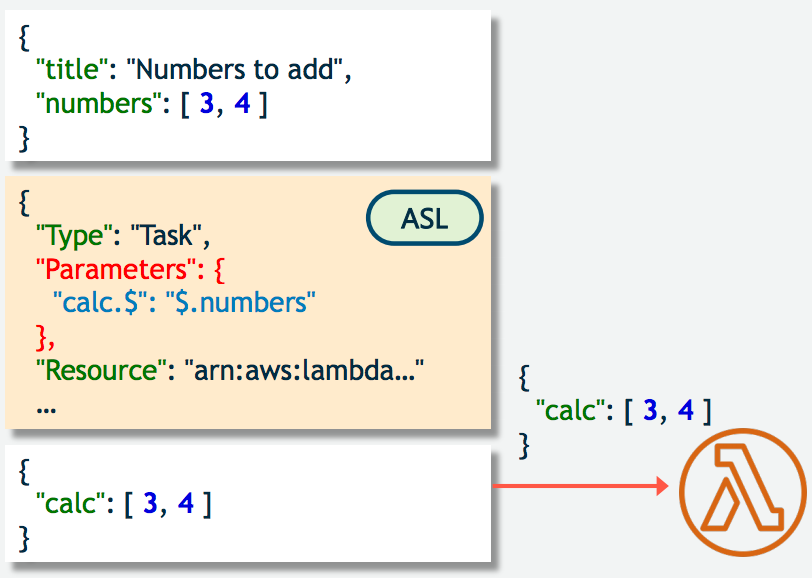 {
"title": "Numbers to add",
"numbers": [ 3, 4 ]
}
{
ASL
"Type": "Task",
"Parameters": {
"calc.$": "$.numbers"
},
"Resource": "arn:aws:lambda…"
…
{
"calc": [ 3, 4 ]
}
{
"calc": [ 3, 4 ]
}